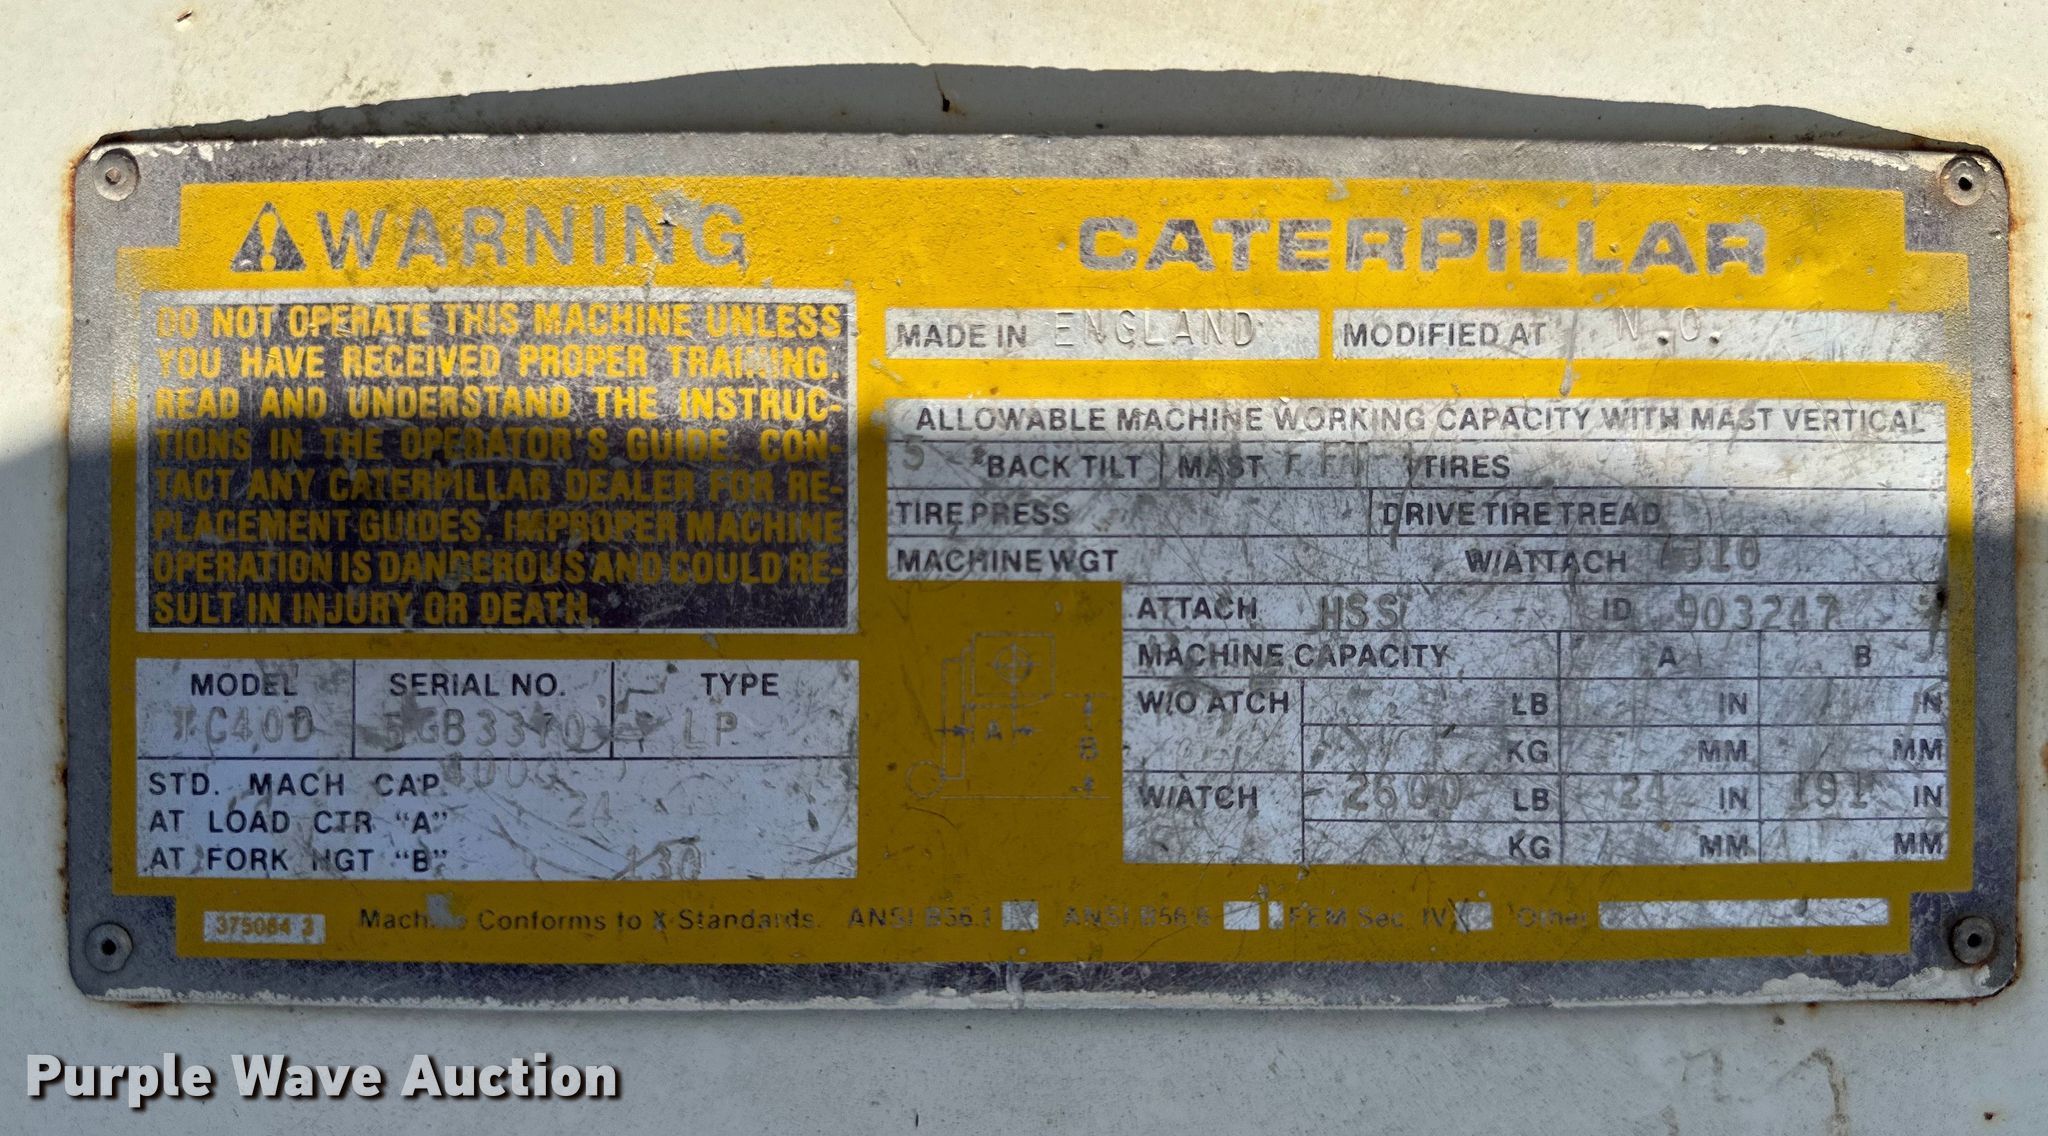 WARNING
DO NOT OPERATE THIS MACHINE UNLESS
YOU HAVE RECEIVED PROPER TRAINING.
READ AND UNDERSTAND THE INSTRUC-
TIONS IN THE OPERATOR'S GUIDE. CON-
TACT ANY CATERPILLAR DEALER FOR RE-
PLACEMENT GUIDES. IMPROPER MACHINE
OPERATION IS DANGEROUS AND COULD RE-
SULT IN INJURY OR DEATH.
MODEL SERIAL NO. TYPE
TC40D 5GB3370 LP
STD. MACH CAP. 4000
AT LOAD CTR "A" 24
AT FORK HGT "B" 130
CATERPILLAR
MADE IN ENGLAND MODIFIED AT N.O.
ALLOWABLE MACHINE WORKING CAPACITY WITH MAST VERTICAL
5 ° BACK TILT MAST TIRES
TIRE PRESS DRIVE TIRE TREAD
MACHINE WGT W/ATTACH
ATTACH HSS ID 903247
MACHINE CAPACITY A B
W/O ATCH LB IN IN
KG MM MM
W/ATCH 2600 LB 24 IN 191 IN
KG MM MM
A
B
375084 3 Machine Conforms to X Standards. ANSI B56.1 X ANSI B56.6 FEM Sec. IV X Other
Purple Wave Auction